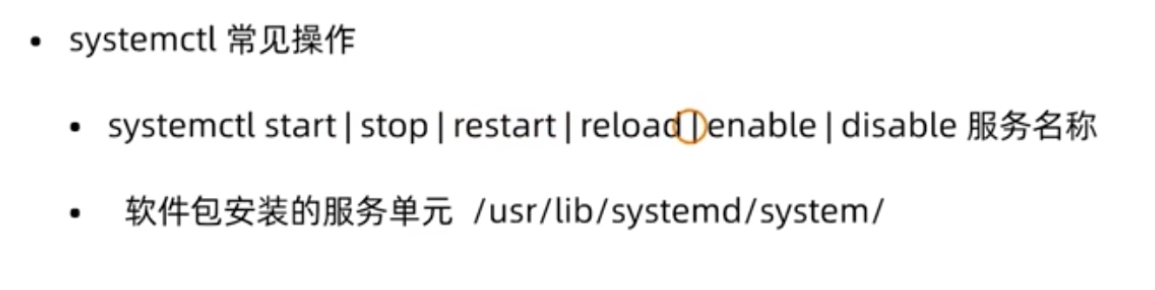 • systemctl 常见操作
• systemctl start | stop | restart | reload | enable | disable 服务名称
• 软件包安装的服务单元 /usr/lib/systemd/system/